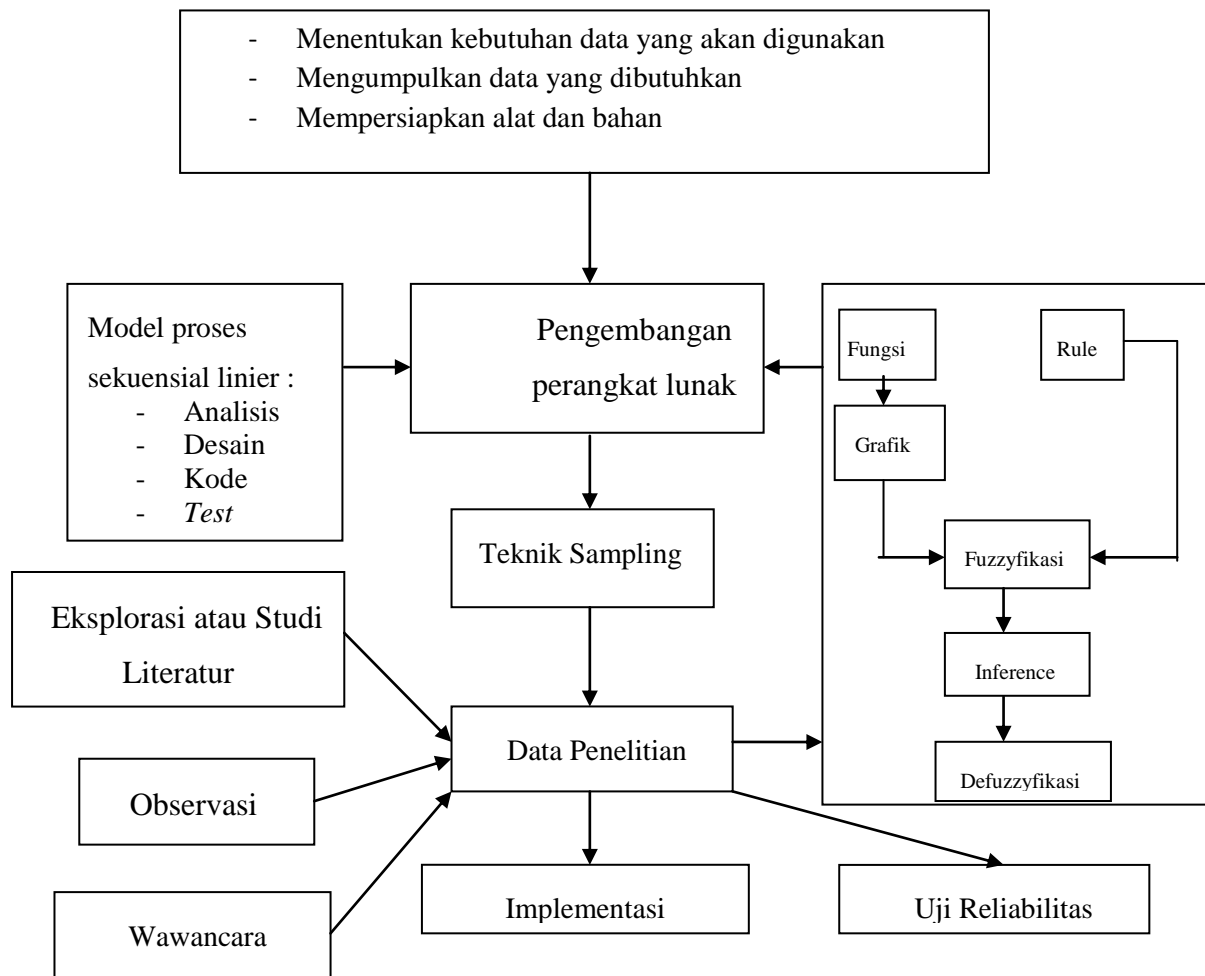 - Menentukan kebutuhan data yang akan digunakan
- Mengumpulkan data yang dibutuhkan
- Mempersiapkan alat dan bahan
Model proses
sekuensial linier :
- Analisis
- Desain
- Kode
- Test
Pengembangan
perangkat lunak
Fungsi
Rule
Grafik
Fuzzyfikasi
Inference
Defuzzyfikasi
Teknik Sampling
Eksplorasi atau Studi
Literatur
Data Penelitian
Observasi
Wawancara
Implementasi
Uji Reliabilitas